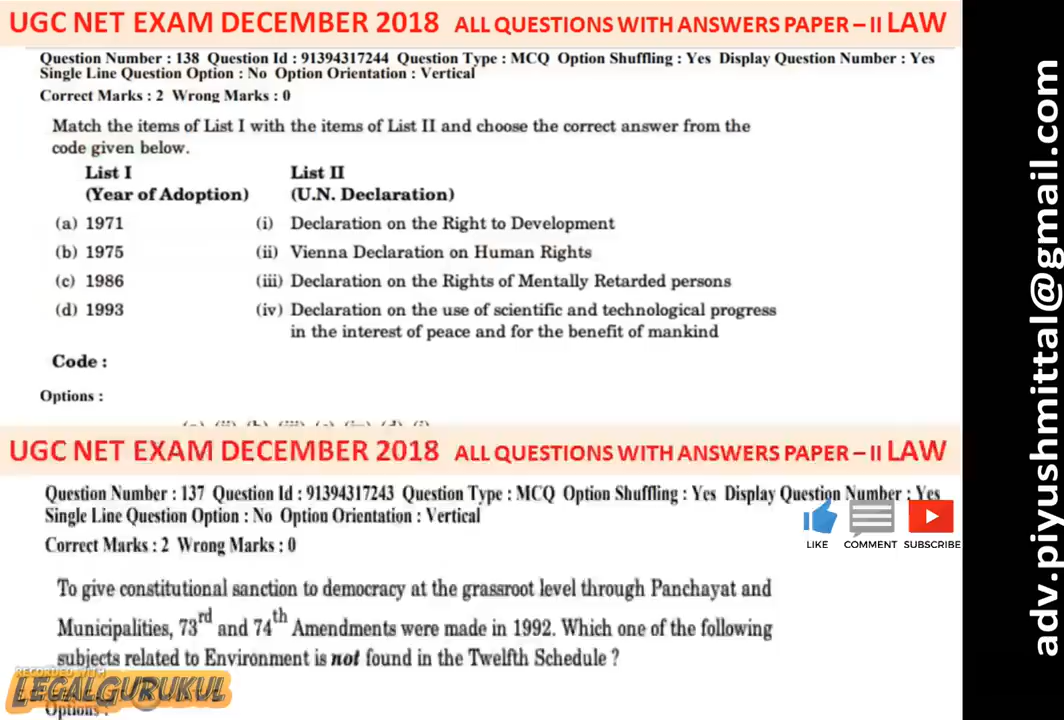 UGC NET EXAM DECEMBER 2018 ALL QUESTIONS WITH ANSWERS PAPER – II LAW
Question Number : 138 Question Id : 91394317244 Question Type : MCQ Option Shuffling : Yes Display Question Number : Yes
Single Line Question Option : No Option Orientation : Vertical
Correct Marks : 2 Wrong Marks : 0
Match the items of List I with the items of List II and choose the correct answer from the
code given below.
List I List II
(Year of Adoption) (U.N. Declaration)
(a) 1971 (i) Declaration on the Right to Development
(b) 1975 (ii) Vienna Declaration on Human Rights
(c) 1986 (iii) Declaration on the Rights of Mentally Retarded persons
(d) 1993 (iv) Declaration on the use of scientific and technological progress
in the interest of peace and for the benefit of mankind
Code :
Options :
UGC NET EXAM DECEMBER 2018 ALL QUESTIONS WITH ANSWERS PAPER – II LAW
Question Number : 137 Question Id : 91394317243 Question Type : MCQ Option Shuffling : Yes Display Question Number : Yes
Single Line Question Option : No Option Orientation : Vertical
LIKE COMMENT SUBSCRIBE
Correct Marks : 2 Wrong Marks : 0
To give constitutional sanction to democracy at the grassroot level through Panchayat and
Municipalities, 73rd and 74th Amendments were made in 1992. Which one of the following
subjects related to Environment is not found in the Twelfth Schedule ?
RECORDED WITH
LEGALGURUKUL
Options :
adv.piyushmittal@gmail.com